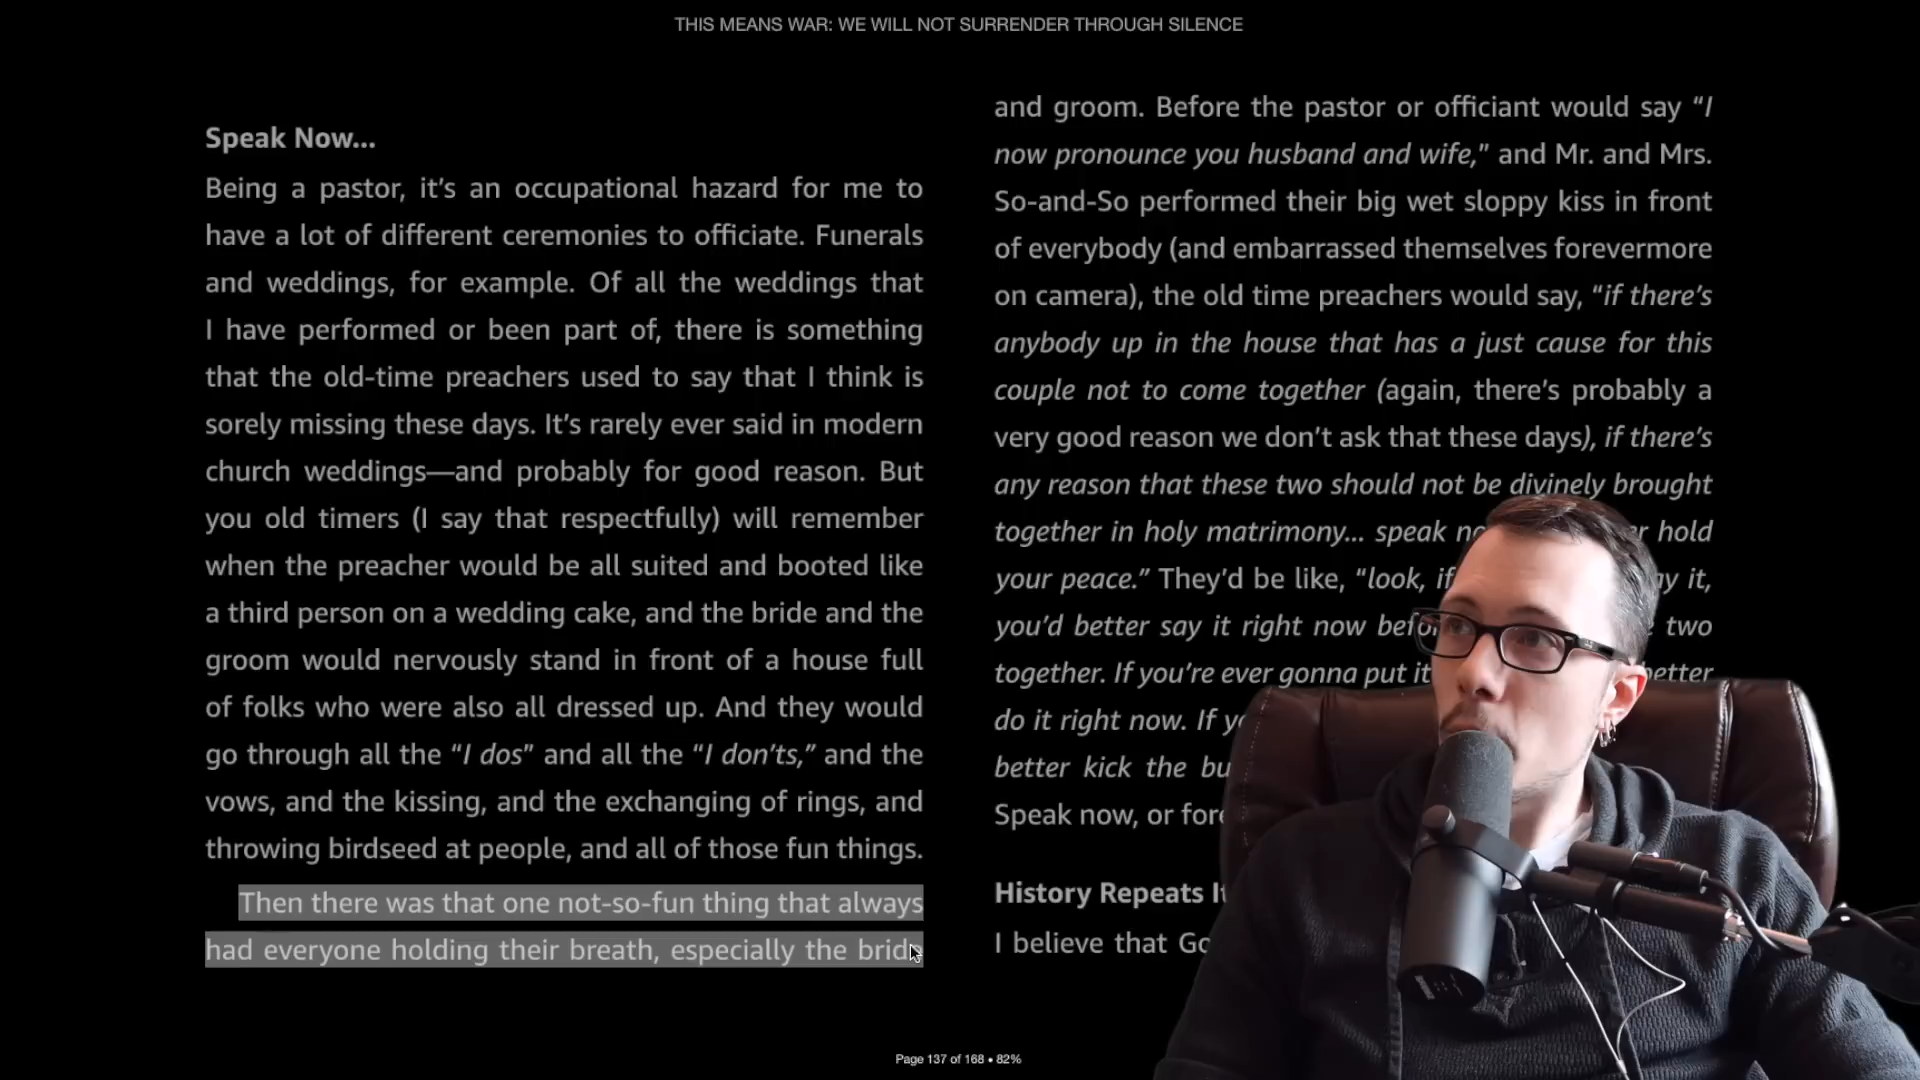 THIS MEANS WAR: WE WILL NOT SURRENDER THROUGH SILENCE
Speak Now...
Being a pastor, it's an occupational hazard for me to
have a lot of different ceremonies to officiate. Funerals
and weddings, for example. Of all the weddings that
I have performed or been part of, there is something
that the old-time preachers used to say that I think is
sorely missing these days. It's rarely ever said in modern
church weddings—and probably for good reason. But
you old timers (I say that respectfully) will remember
when the preacher would be all suited and booted like
a third person on a wedding cake, and the bride and the
groom would nervously stand in front of a house full
of folks who were also all dressed up. And they would
go through all the “I dos” and all the “I don'ts,” and the
vows, and the kissing, and the exchanging of rings, and
throwing birdseed at people, and all of those fun things.
Then there was that one not-so-fun thing that always
had everyone holding their breath, especially the bride
and groom. Before the pastor or officiant would say “I
now pronounce you husband and wife,” and Mr. and Mrs.
So-and-So performed their big wet sloppy kiss in front
of everybody (and embarrassed themselves forevermore
on camera), the old time preachers would say, “if there's
anybody up in the house that has a just cause for this
couple not to come together (again, there's probably a
very good reason we don't ask that these days), if there's
any reason that these two should not be divinely brought
together in holy matrimony... speak hold
your peace.” They'd be like, “look, it,
you'd better say it right now two
together. If you're ever gonna put
do it right now. If
better kick the
Speak now, or
History Repeats
I believe that
Page 137 of 168 • 82%